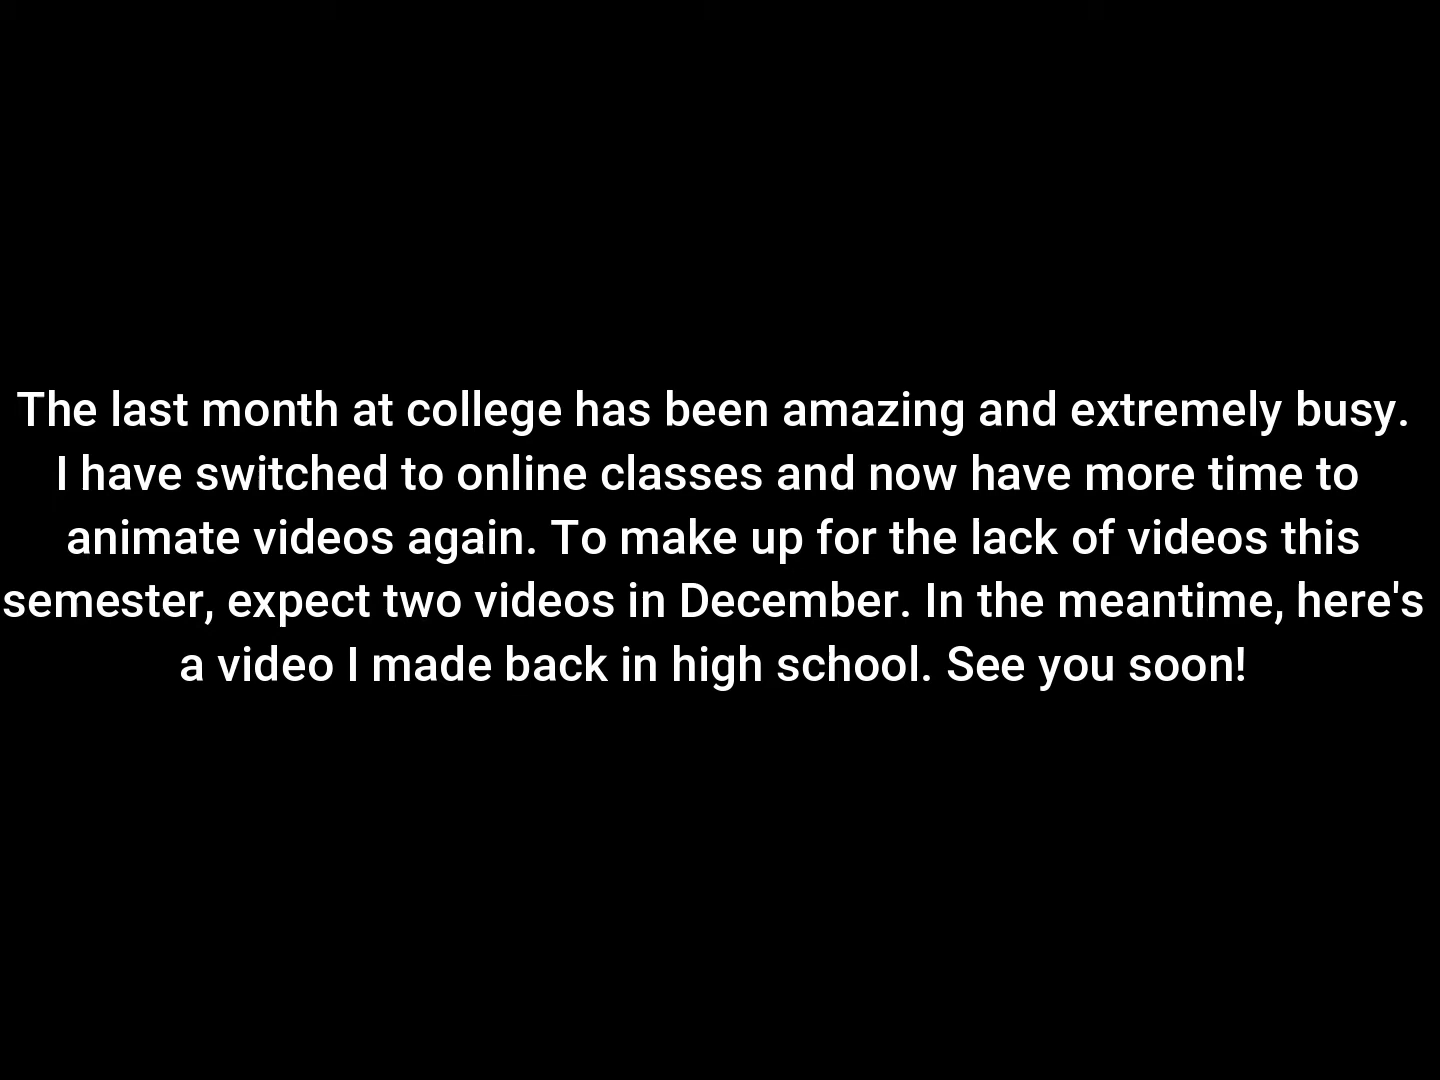 The last month at college has been amazing and extremely busy.
I have switched to online classes and now have more time to
animate videos again. To make up for the lack of videos this
semester, expect two videos in December. In the meantime, here's
a video I made back in high school. See you soon!